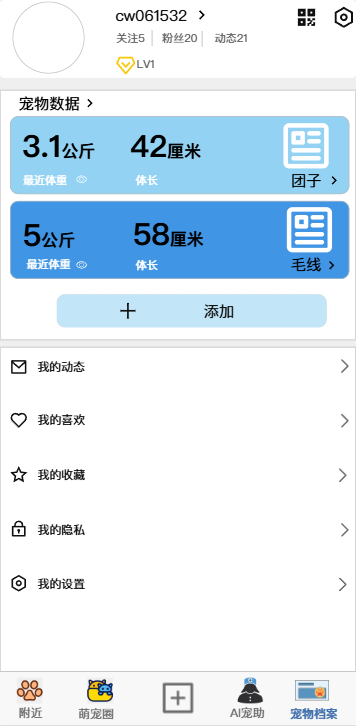 cw061532
关注5 粉丝20 动态21
LV1
宠物数据
3.1公斤 42厘米
最近体重 体长 团子
5公斤 58厘米
最近体重 体长 毛线
添加
我的动态
我的喜欢
我的收藏
我的隐私
我的设置
附近 萌宠圈 AI宠助 宠物档案